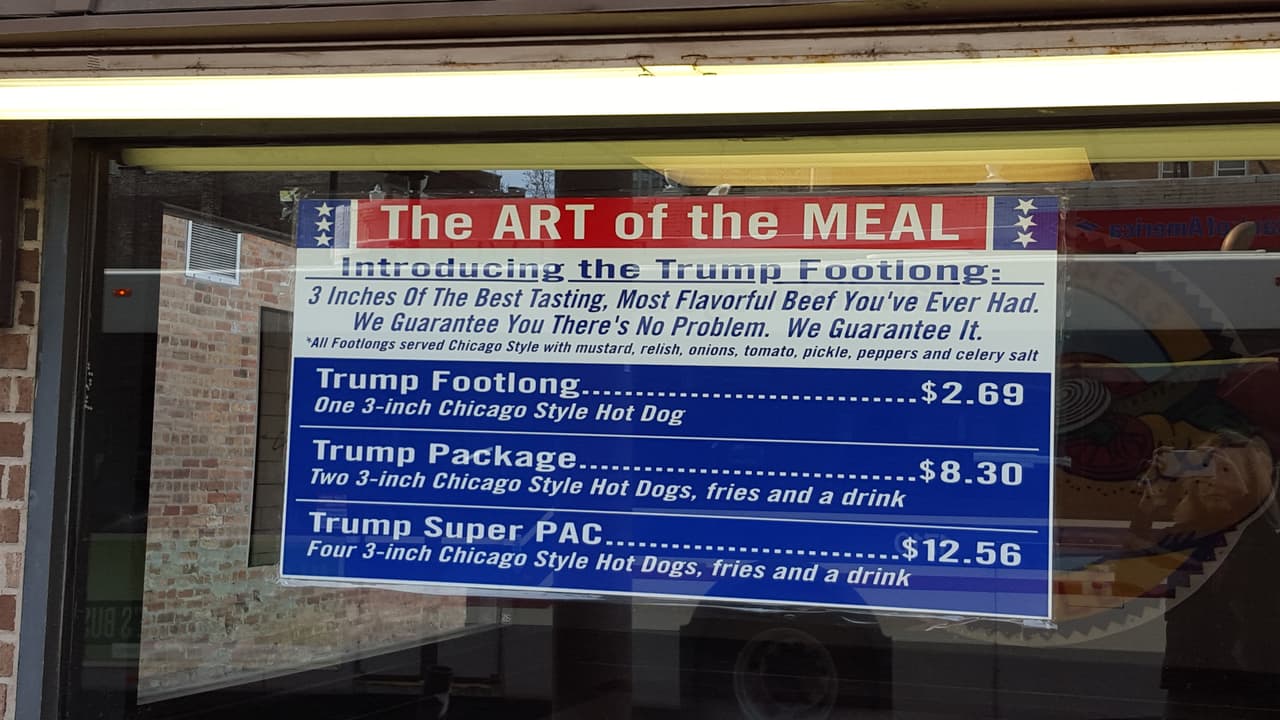 The ART of the MEAL
Introducing the Trump Footlong:
3 Inches Of The Best Tasting, Most Flavorful Beef You've Ever Had.
We Guarantee You There's No Problem. We Guarantee It.
*All Footlongs served Chicago Style with mustard, relish, onions, tomato, pickle, peppers and celery salt
Trump Footlong................................$2.69
One 3-inch Chicago Style Hot Dog
Trump Package................................$8.30
Two 3-inch Chicago Style Hot Dogs, fries and a drink
Trump Super PAC............................$12.56
Four 3-inch Chicago Style Hot Dogs, fries and a drink